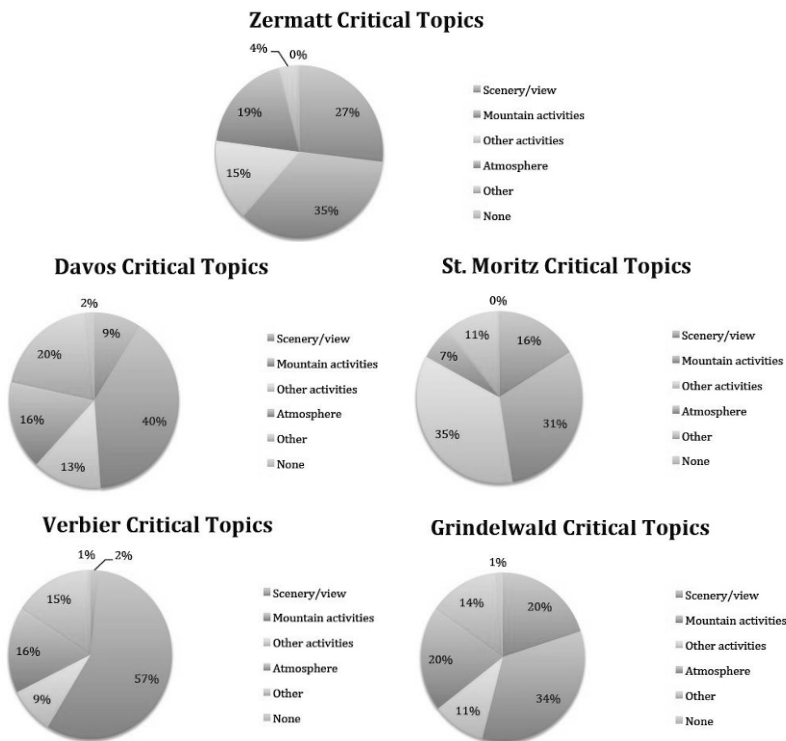 Zermatt Critical Topics
4% 0%
27%
19%
15%
35%
Scenery/view
Mountain activities
Other activities
Atmosphere
Other
None
Davos Critical Topics
2%
9%
20%
16%
40%
13%
Scenery/view
Mountain activities
Other activities
Atmosphere
Other
None
St. Moritz Critical Topics
0%
11%
16%
7%
31%
35%
Scenery/view
Mountain activities
Other activities
Atmosphere
Other
None
Verbier Critical Topics
1% 2%
15%
16%
57%
9%
Scenery/view
Mountain activities
Other activities
Atmosphere
Other
None
Grindelwald Critical Topics
1%
14%
20%
20%
34%
11%
Scenery/view
Mountain activities
Other activities
Atmosphere
Other
None